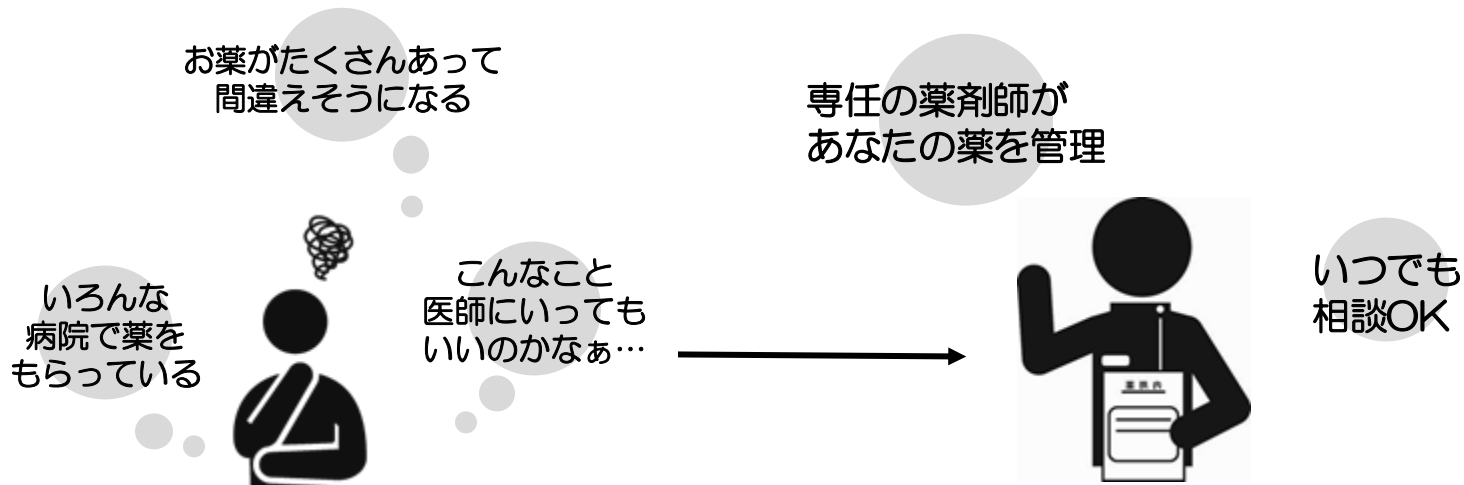 お薬がたくさんあって
間違えそうになる
いろんな
病院で薬を
もらっている
こんなこと
医師にいっても
いいのかなぁ…
専任の薬剤師が
あなたの薬を管理
いつでも
相談OK